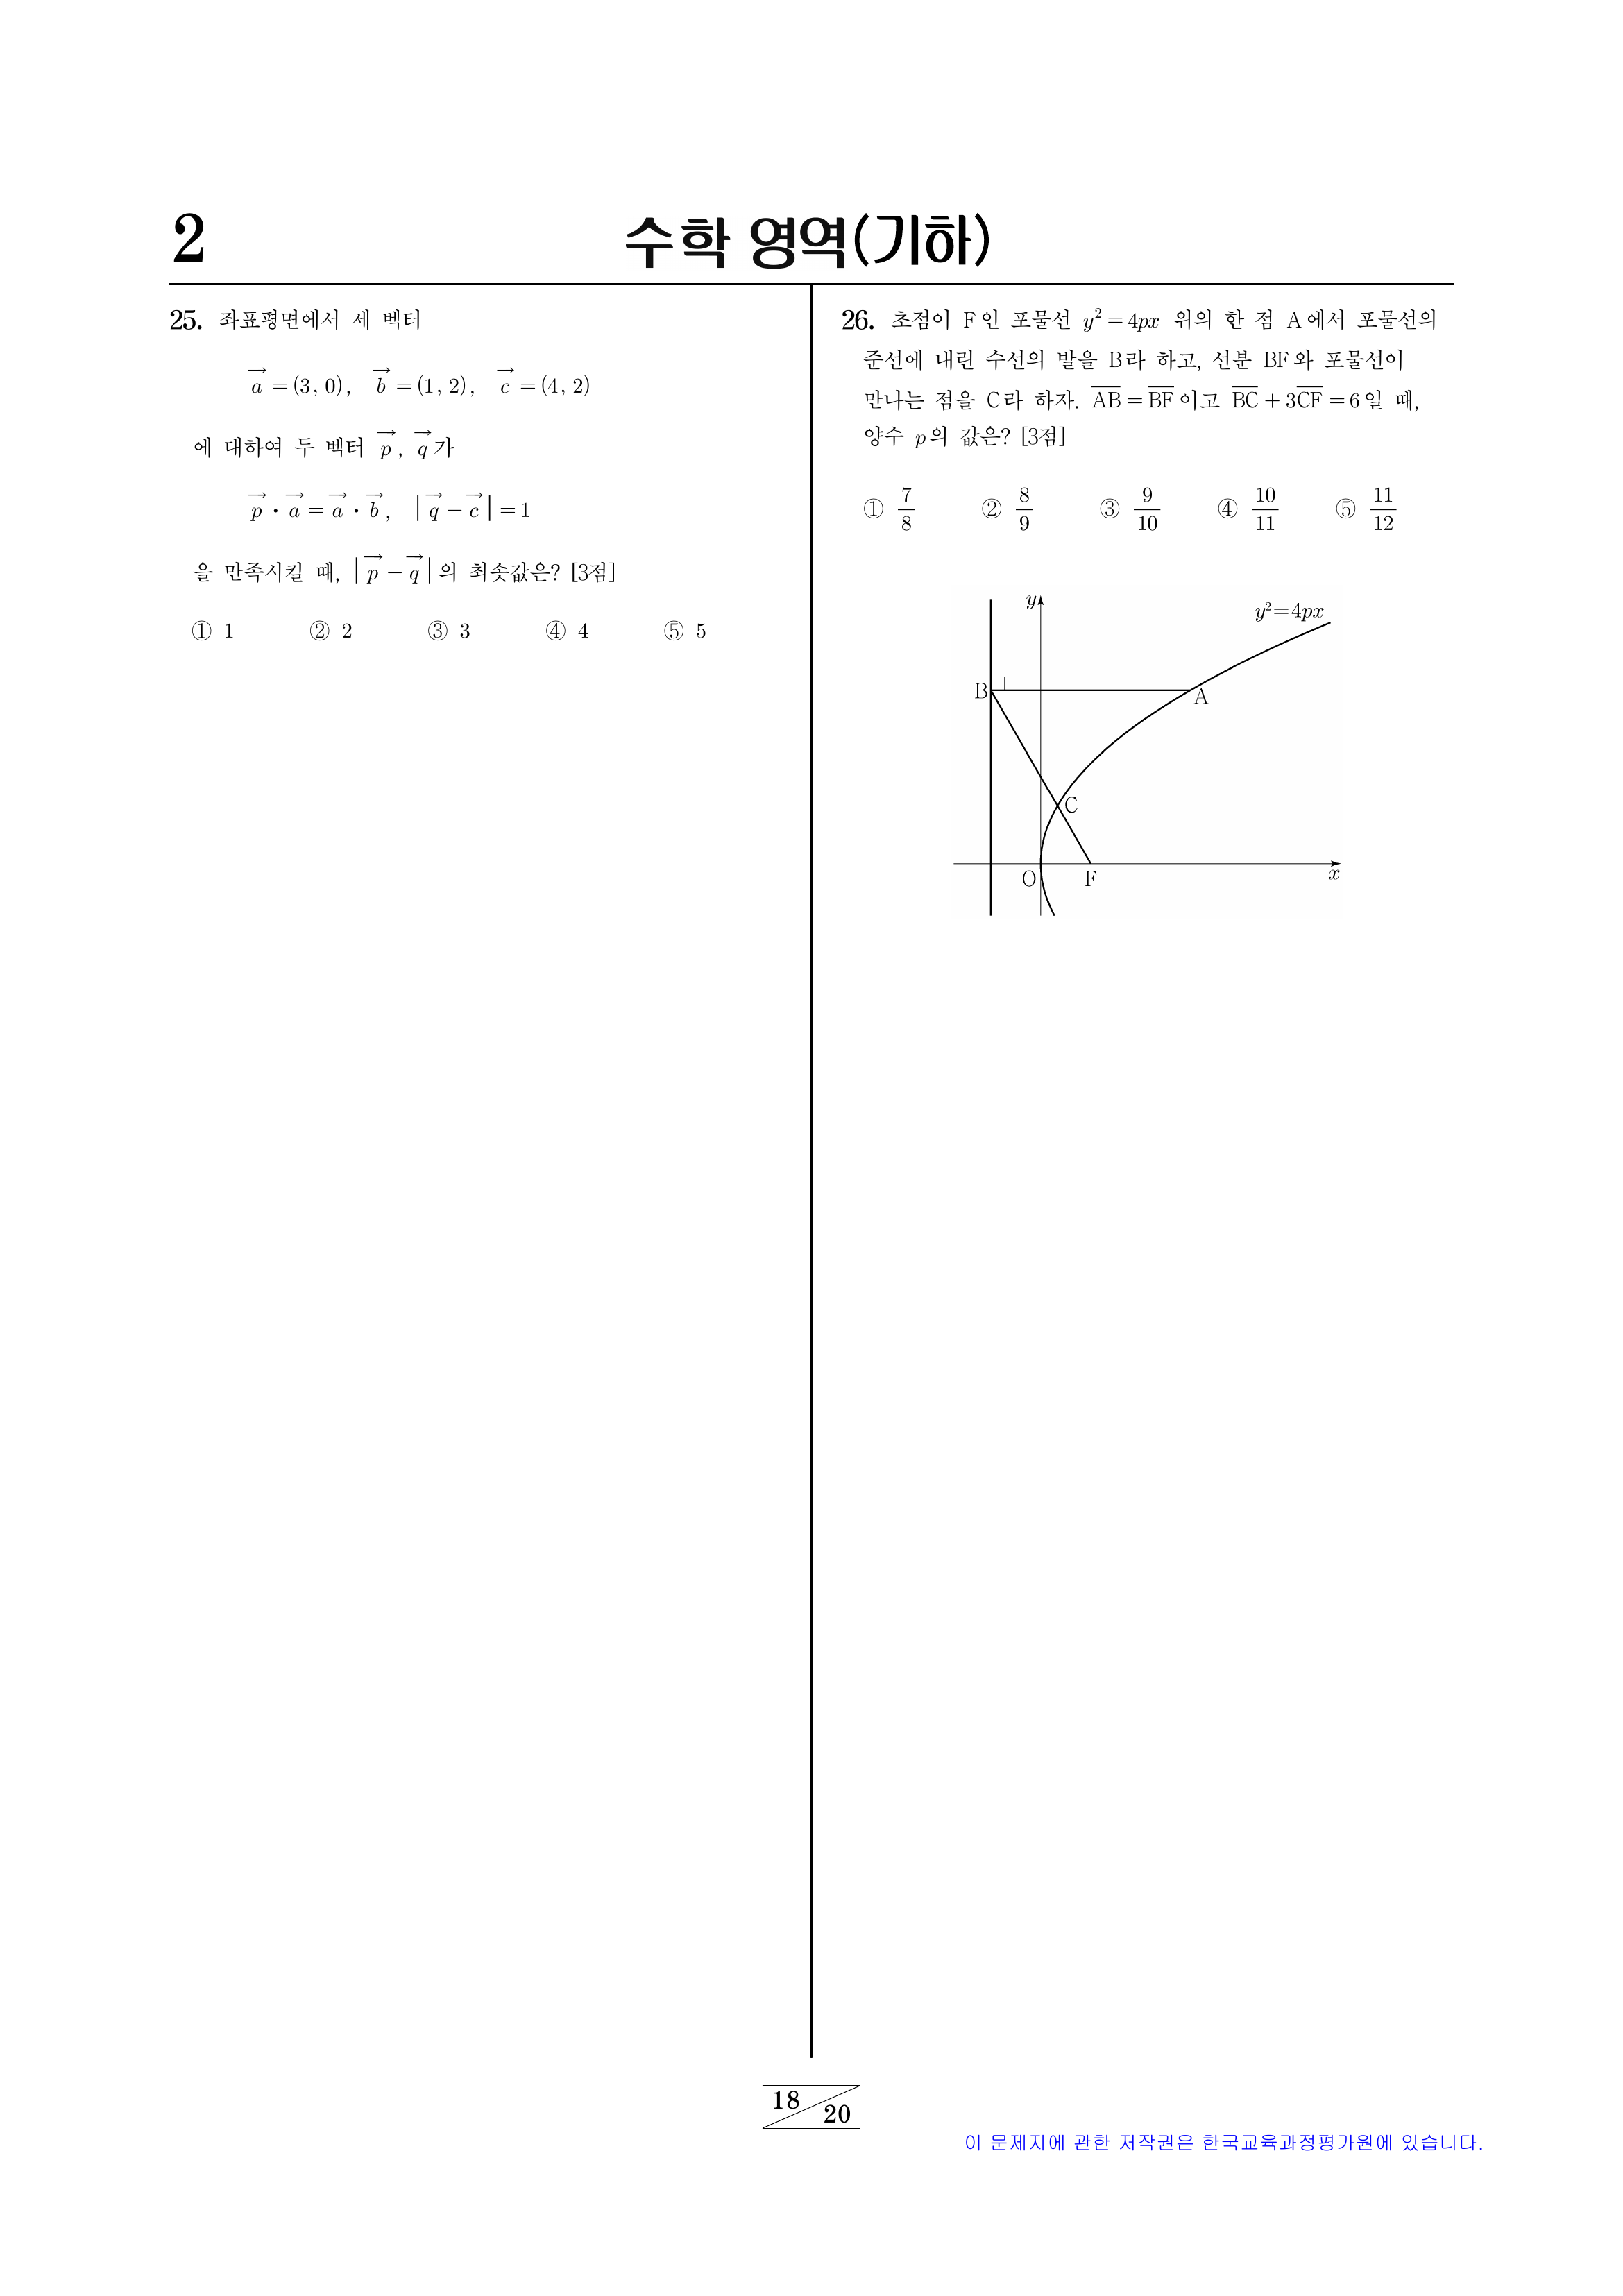 2
수학 영역(기하)
25. 좌표평면에서 세 벡터
$\vec{a}=(3, 0), \vec{b}=(1, 2), \vec{c}=(4, 2)$
에 대하여 두 벡터 $\vec{p}, \vec{q}$가
$\vec{p}\cdot\vec{a}=\vec{a}\cdot\vec{b}, |\vec{q}-\vec{c}|=1$
을 만족시킬 때, $|\vec{p}-\vec{q}|$의 최솟값은? [3점]
① 1 ② 2 ③ 3 ④ 4 ⑤ 5
26. 초점이 F인 포물선 $y^2=4px$ 위의 한 점 A에서 포물선의
준선에 내린 수선의 발을 B라 하고, 선분 BF와 포물선이
만나는 점을 C라 하자. $\overline{AB}=\overline{BF}$이고 $\overline{BC}+3\overline{CF}=6$일 때,
양수 $p$의 값은? [3점]
① $\frac{7}{8}$ ② $\frac{8}{9}$ ③ $\frac{9}{10}$ ④ $\frac{10}{11}$ ⑤ $\frac{11}{12}$
y
$y^2=4px$
B
A
C
O
F
x
18
20
이 문제지에 관한 저작권은 한국교육과정평가원에 있습니다.